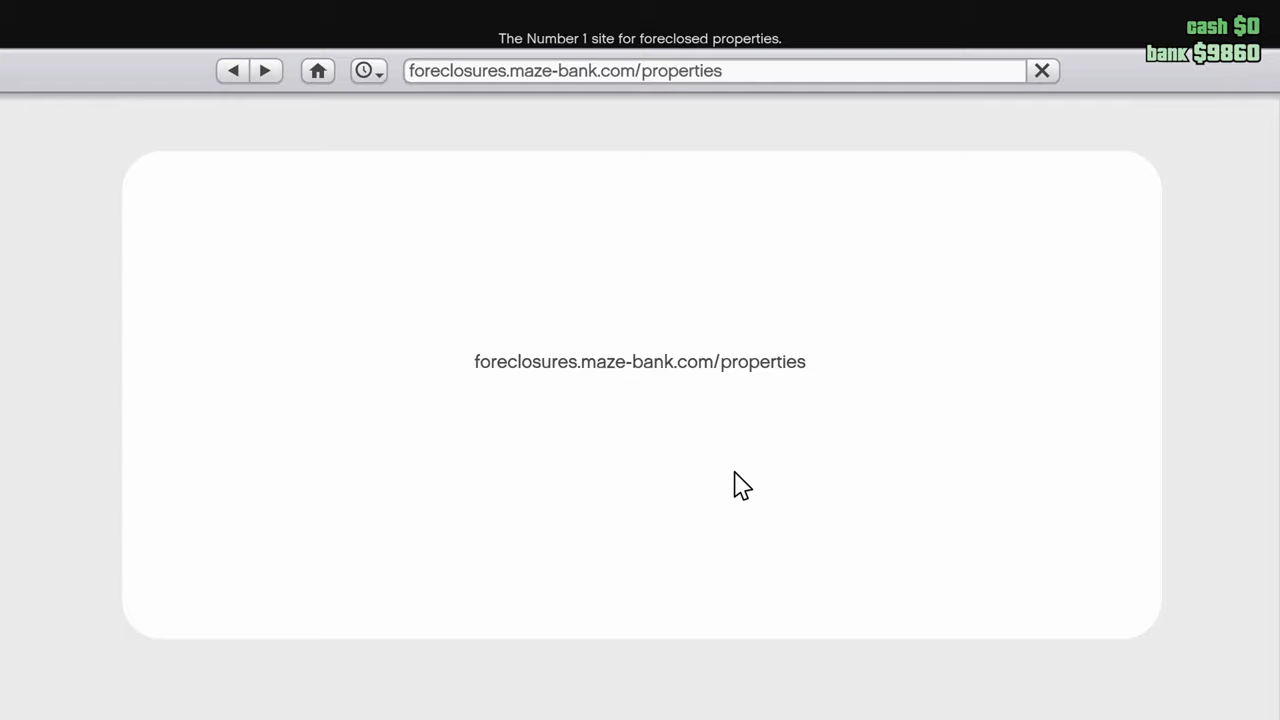 cash $0
The Number 1 site for foreclosed properties.
bank $9860
foreclosures.maze-bank.com/properties
foreclosures.maze-bank.com/properties